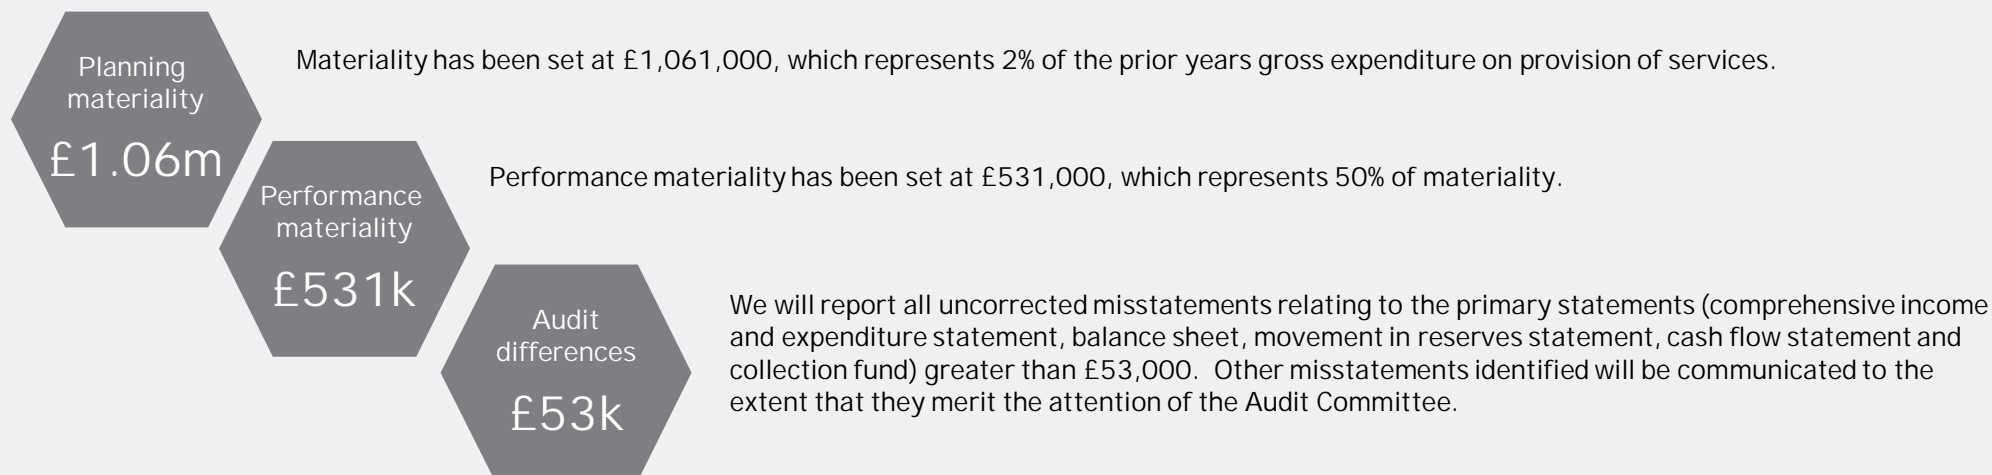 Planning
materiality
£1.06m
Materiality has been set at £1,061,000, which represents 2% of the prior years gross expenditure on provision of services.
Performance
materiality
£531k
Performance materiality has been set at £531,000, which represents 50% of materiality.
Audit
differences
£53k
We will report all uncorrected misstatements relating to the primary statements (comprehensive income
and expenditure statement, balance sheet, movement in reserves statement, cash flow statement and
collection fund) greater than £53,000.  Other misstatements identified will be communicated to the
extent that they merit the attention of the Audit Committee.